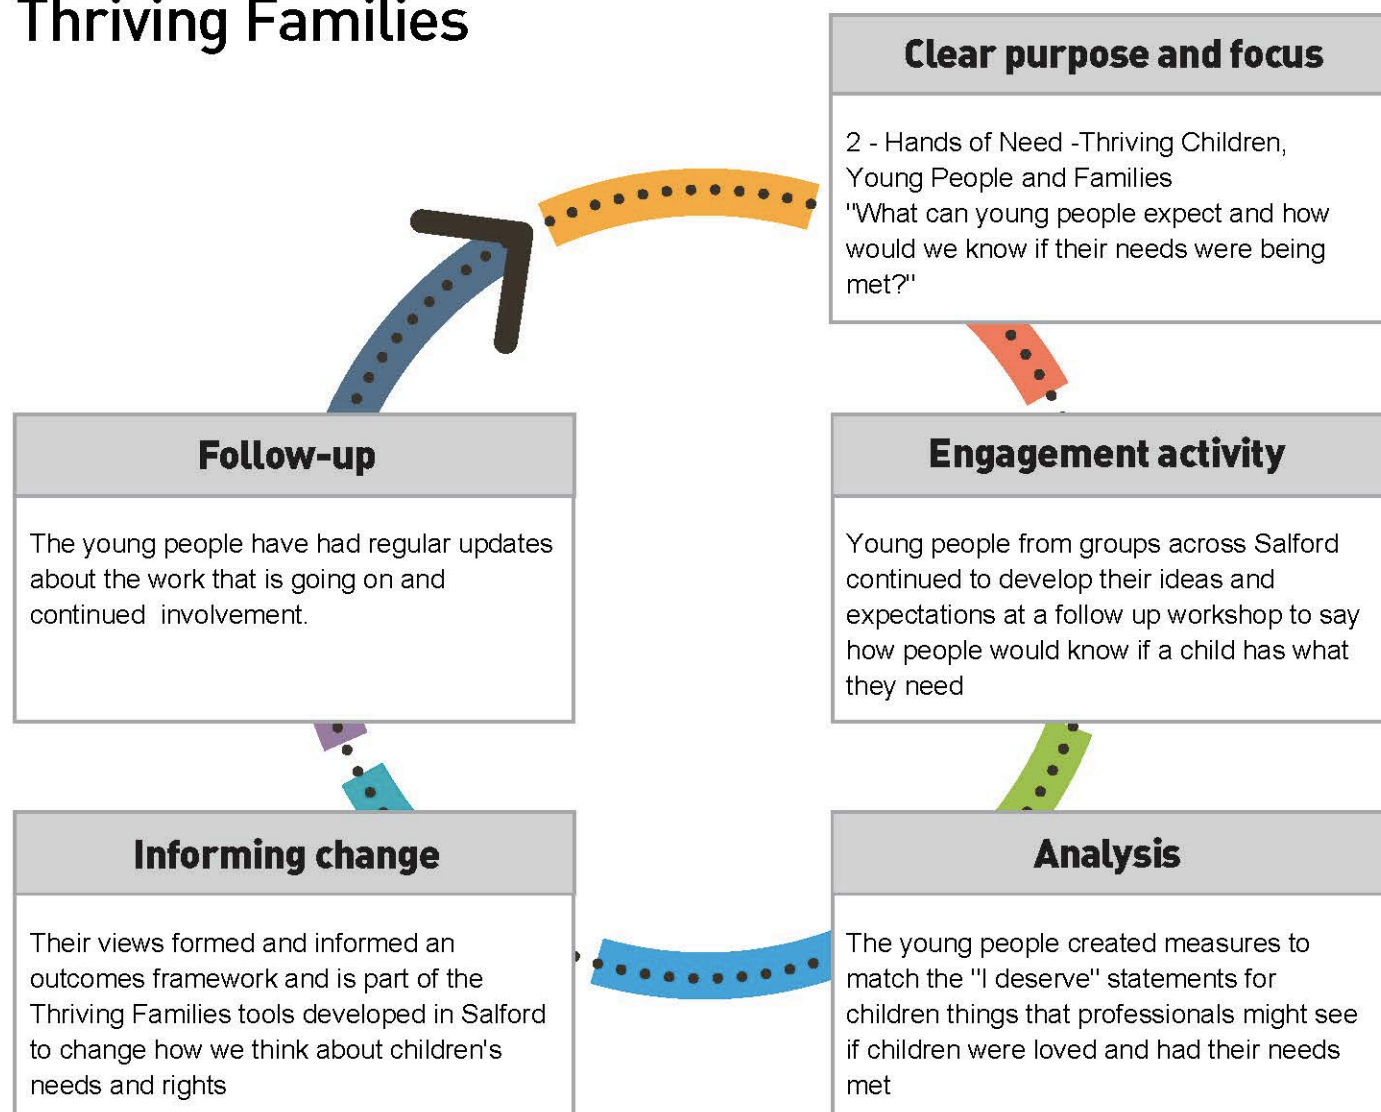 Thriving Families
Clear purpose and focus
2 - Hands of Need -Thriving Children,
Young People and Families
"What can young people expect and how
would we know if their needs were being
met?"
Engagement activity
Young people from groups across Salford
continued to develop their ideas and
expectations at a follow up workshop to say
how people would know if a child has what
they need
Analysis
The young people created measures to
match the "I deserve" statements for
children things that professionals might see
if children were loved and had their needs
met
Informing change
Their views formed and informed an
outcomes framework and is part of the
Thriving Families tools developed in Salford
to change how we think about children's
needs and rights
Follow-up
The young people have had regular updates
about the work that is going on and
continued  involvement.